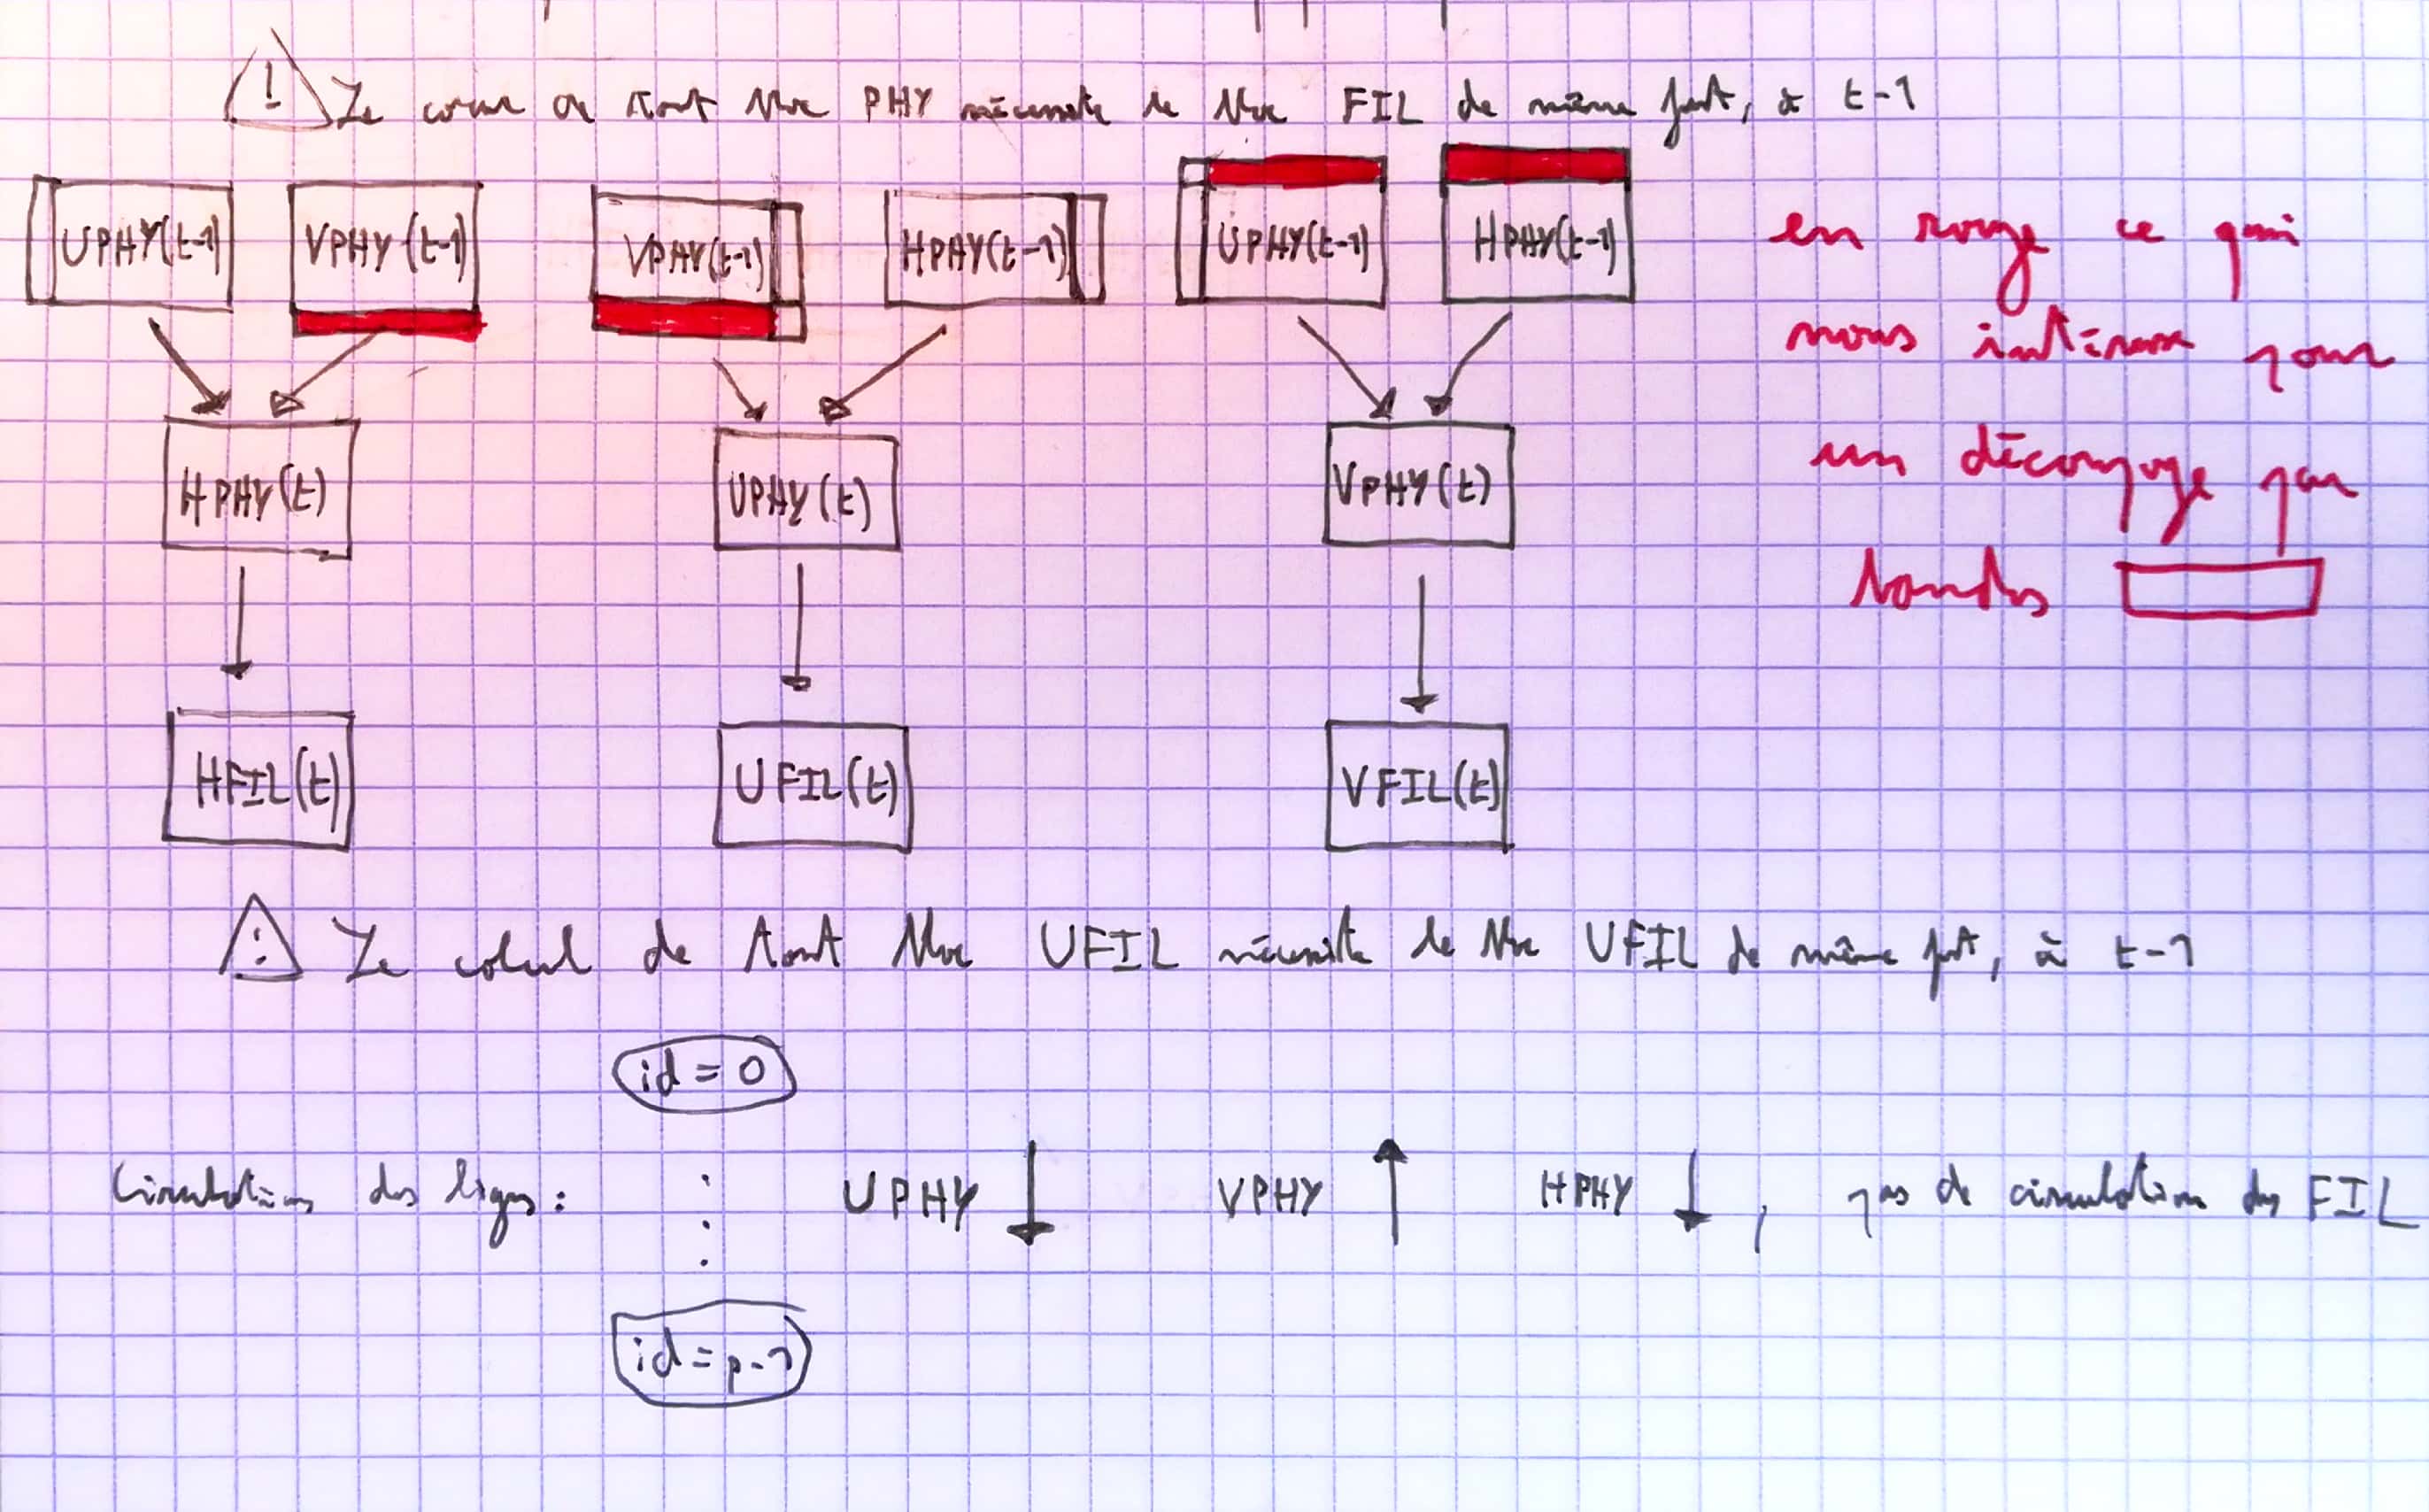 ! Le calcul de tout bloc PHY nécessite le bloc FIL de même , à t-1
UPHY(t-1) VPHY(t-1) VPHY(t-1) HPHY(t-1) UPHY(t-1) HPHY(t-1)
en rouge ce qui
nous intéresse pour
un découpage par
bandes
HPHY(t) UPHY(t) VPHY(t)
HFIL(t) UFIL(t) VFIL(t)
! Le calcul de tout bloc UFIL nécessite le bloc UFIL de même , à t-1
id = 0
Circulation des lignes : UPHY ↓ VPHY ↑ HPHY ↓ , pas de circulation des FIL
id = p-1